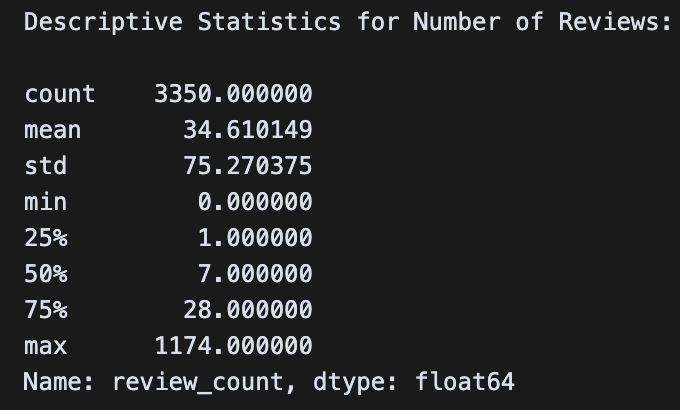 Descriptive Statistics for Number of Reviews:
count    3350.000000
mean       34.610149
std        75.270375
min         0.000000
25%         1.000000
50%         7.000000
75%        28.000000
max      1174.000000
Name: review_count, dtype: float64